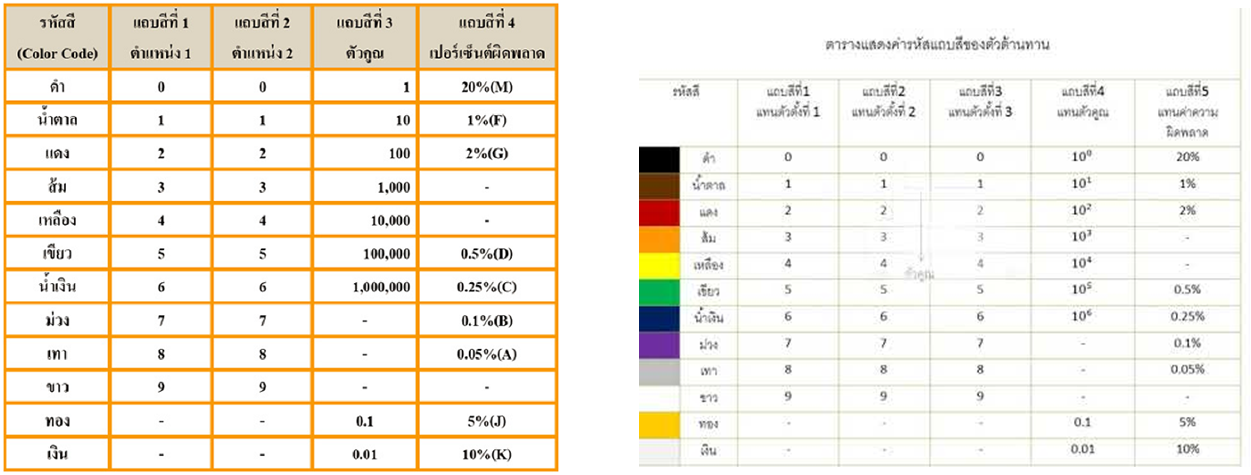 รหัสสี แถบสีที่ 1 แถบสีที่ 2 แถบสีที่ 3 แถบสีที่ 4
(Color Code) ตำแหน่ง 1 ตำแหน่ง 2 ตัวคูณ เปอร์เซ็นต์ผิดพลาด
ดำ 0 0 1 20%(M)
น้ำตาล 1 1 10 1%(F)
แดง 2 2 100 2%(G)
ส้ม 3 3 1,000 -
เหลือง 4 4 10,000 -
เขียว 5 5 100,000 0.5%(D)
น้ำเงิน 6 6 1,000,000 0.25%(C)
ม่วง 7 7 - 0.1%(B)
เทา 8 8 - 0.05%(A)
ขาว 9 9 - -
ทอง - - 0.1 5%(J)
เงิน - - 0.01 10%(K)
ตารางแสดงค่ารหัสแถบสีของตัวต้านทาน
รหัสสี แถบสีที่1 แถบสีที่2 แถบสีที่3 แถบสีที่4 แถบสีที่5
แทนตัวตั้งที่ 1 แทนตัวตั้งที่ 2 แทนตัวตั้งที่ 3 แทนตัวคูณ แทนค่าความ
ผิดพลาด
ดำ 0 0 0 10⁰ 20%
น้ำตาล 1 1 1 10¹ 1%
แดง 2 2 2 10² 2%
ส้ม 3 3 3 10³ -
เหลือง 4 4 4 10⁴ -
ตัวคูณ
เขียว 5 5 5 10⁵ 0.5%
น้ำเงิน 6 6 6 10⁶ 0.25%
ม่วง 7 7 7 - 0.1%
เทา 8 8 8 - 0.05%
ขาว 9 9 9 - -
ทอง - - - 0.1 5%
เงิน - - - 0.01 10%